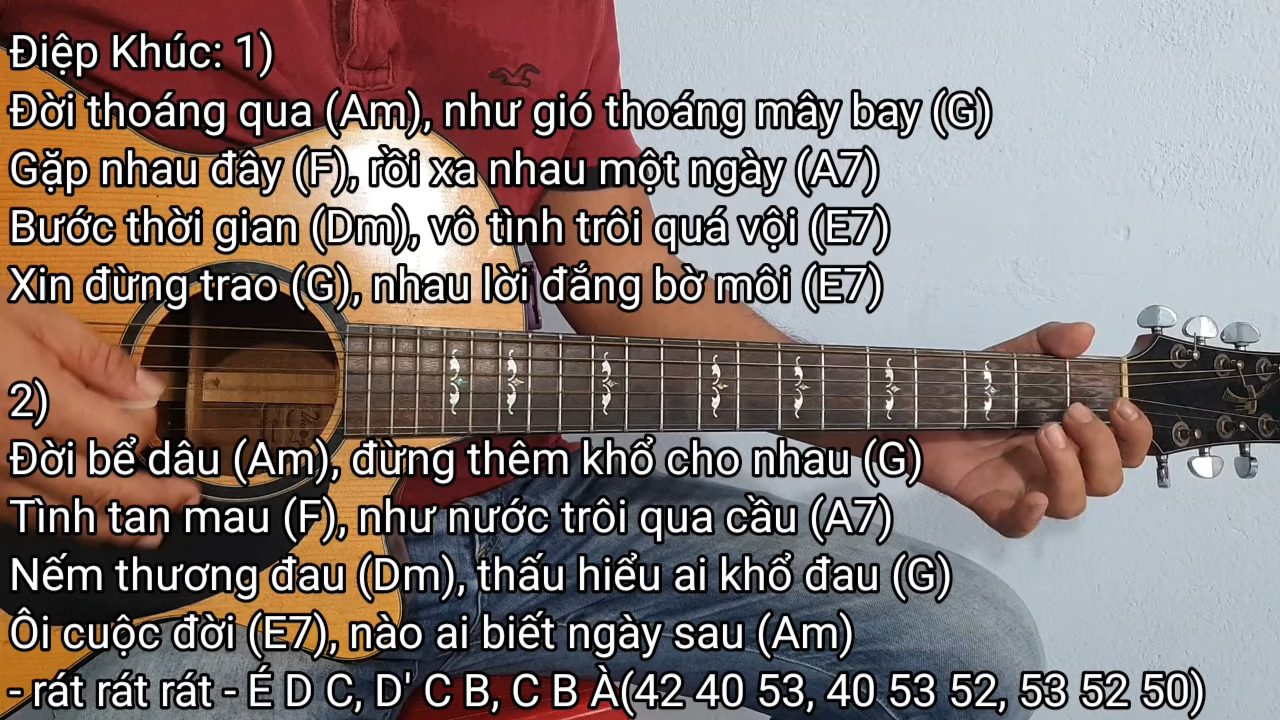 Điệp Khúc: 1)
Đời thoáng qua (Am), như gió thoáng mây bay (G)
Gặp nhau đây (F), rồi xa nhau một ngày (A7)
Bước thời gian (Dm), vô tình trôi quá vội (E7)
Xin đừng trao (G), nhau lời đắng bờ môi (E7)
2)
Đời bể dâu (Am), đừng thêm khổ cho nhau (G)
Tình tan mau (F), như nước trôi qua cầu (A7)
Nếm thương đau (Dm), thấu hiểu ai khổ đau (G)
Ôi cuộc đời (E7), nào ai biết ngày sau (Am)
- rát rát rát - É D C, D' C B, C B À(42 40 53, 40 53 52, 53 52 50)